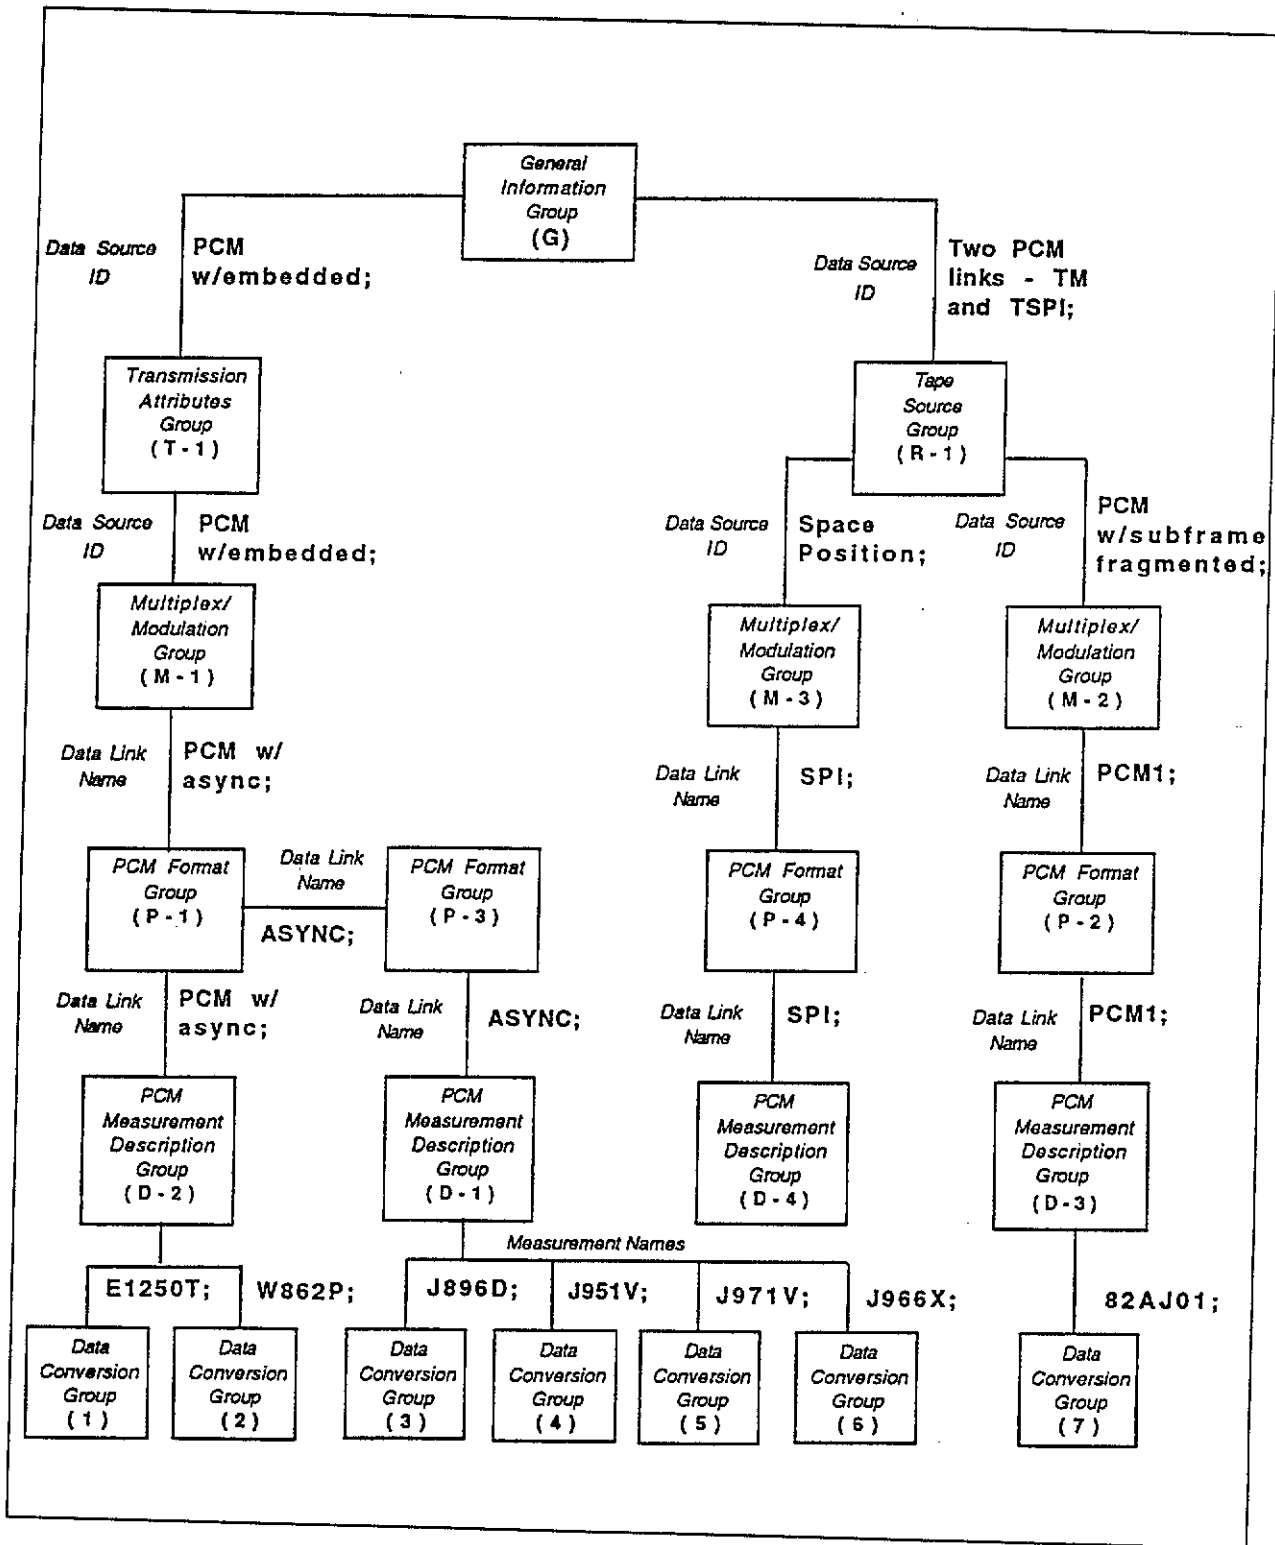 General
Information
Group
(G)
Data Source
ID
PCM
w/embedded;
Data Source
ID
Two PCM
links - TM
and TSPI;
Transmission
Attributes
Group
(T-1)
Tape
Source
Group
(R-1)
Data Source
ID
PCM
w/embedded;
Data Source
ID
Space
Position;
Data Source
ID
PCM
w/subframe
fragmented;
Multiplex/
Modulation
Group
(M-1)
Multiplex/
Modulation
Group
(M-3)
Multiplex/
Modulation
Group
(M-2)
Data Link
Name
PCM w/
async;
Data Link
Name
SPI;
Data Link
Name
PCM1;
PCM Format
Group
(P-1)
Data Link
Name
ASYNC;
PCM Format
Group
(P-3)
PCM Format
Group
(P-4)
PCM Format
Group
(P-2)
Data Link
Name
PCM w/
async;
Data Link
Name
ASYNC;
Data Link
Name
SPI;
Data Link
Name
PCM1;
PCM
Measurement
Description
Group
(D-2)
PCM
Measurement
Description
Group
(D-1)
PCM
Measurement
Description
Group
(D-4)
PCM
Measurement
Description
Group
(D-3)
Measurement Names
E1250T;
W862P;
J896D;
J951V;
J971V;
J966X;
82AJ01;
Data
Conversion
Group
(1)
Data
Conversion
Group
(2)
Data
Conversion
Group
(3)
Data
Conversion
Group
(4)
Data
Conversion
Group
(5)
Data
Conversion
Group
(6)
Data
Conversion
Group
(7)